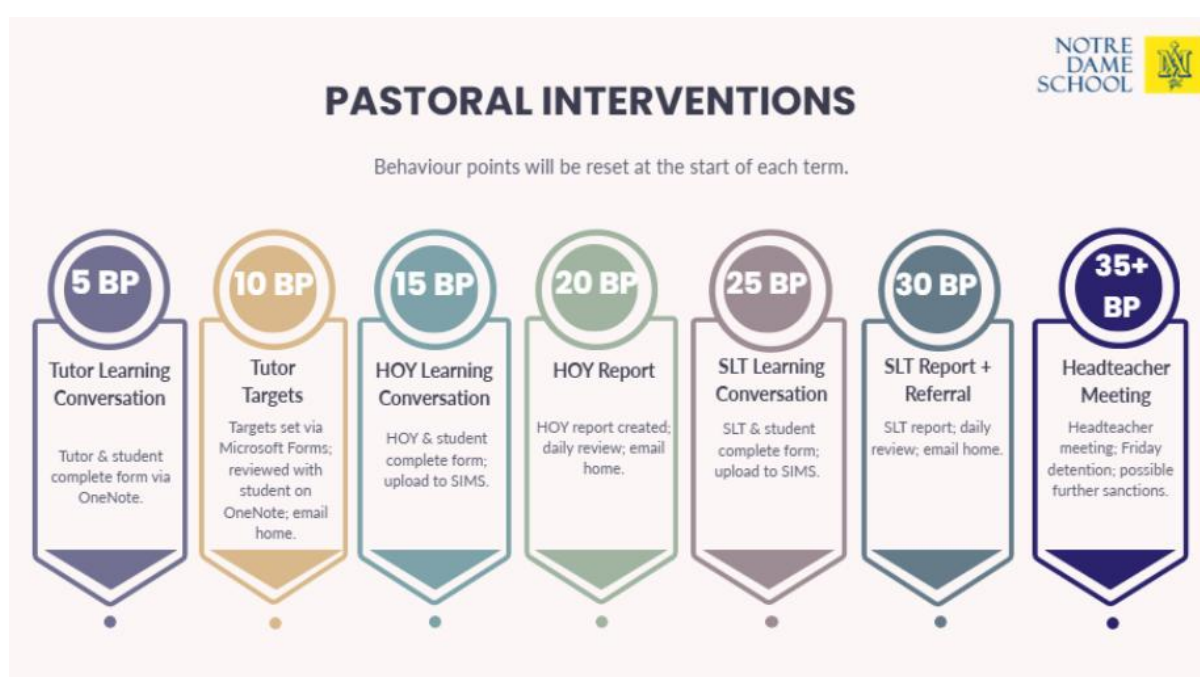 NOTRE
DAME
SCHOOL
PASTORAL INTERVENTIONS
Behaviour points will be reset at the start of each term.
5 BP
Tutor Learning
Conversation
Tutor & student
complete form via
OneNote.
10 BP
Tutor
Targets
Targets set via
Microsoft Forms;
reviewed with
student on
OneNote; email
home.
15 BP
HOY Learning
Conversation
HOY & student
complete form;
upload to SIMS.
20 BP
HOY Report
HOY report created;
daily review; email
home.
25 BP
SLT Learning
Conversation
SLT & student
complete form;
upload to SIMS.
30 BP
SLT Report +
Referral
SLT report; daily
review; email home.
35+
BP
Headteacher
Meeting
Headteacher
meeting; Friday
detention; possible
further sanctions.